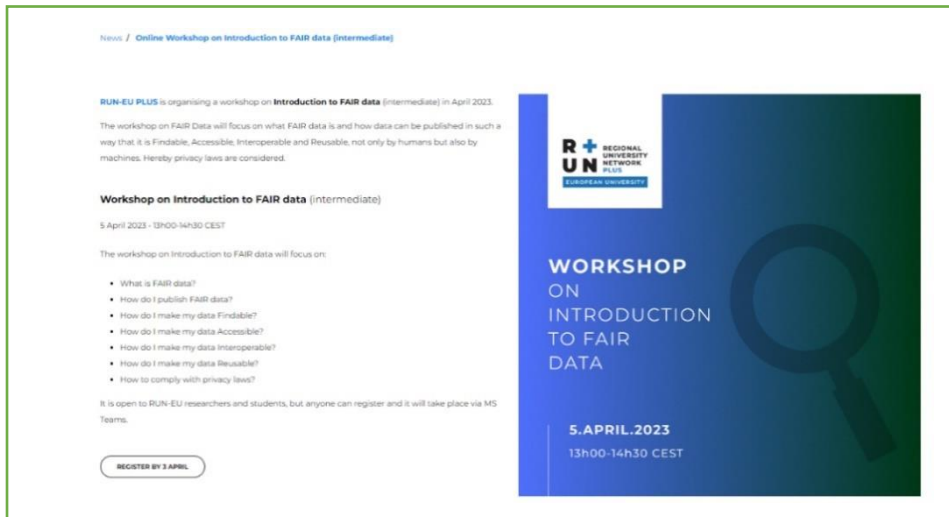 News / Online Workshop on Introduction to FAIR data (intermediate)
RUN-EU PLUS is organising a workshop on Introduction to FAIR data (intermediate) in April 2023.
The workshop on FAIR Data will focus on what FAIR data is and how data can be published in such a
way that it is Findable, Accessible, Interoperable and Reusable, not only by humans but also by
machines. Hereby privacy laws are considered.
Workshop on Introduction to FAIR data (intermediate)
5 April 2023 - 13h00-14h30 CEST
The workshop on Introduction to FAIR data will focus on:
• What is FAIR data?
• How do I publish FAIR data?
• How do I make my data Findable?
• How do I make my data Accessible?
• How do I make my data Interoperable?
• How do I make my data Reusable?
• How to comply with privacy laws?
It is open to RUN-EU researchers and students, but anyone can register and it will take place via MS
Teams.
REGISTER BY 3 APRIL
R+
UN
REGIONAL
UNIVERSITY
NETWORK
PLUS
EUROPEAN UNIVERSITY
WORKSHOP
ON
INTRODUCTION
TO FAIR
DATA
5.APRIL.2023
13h00-14h30 CEST